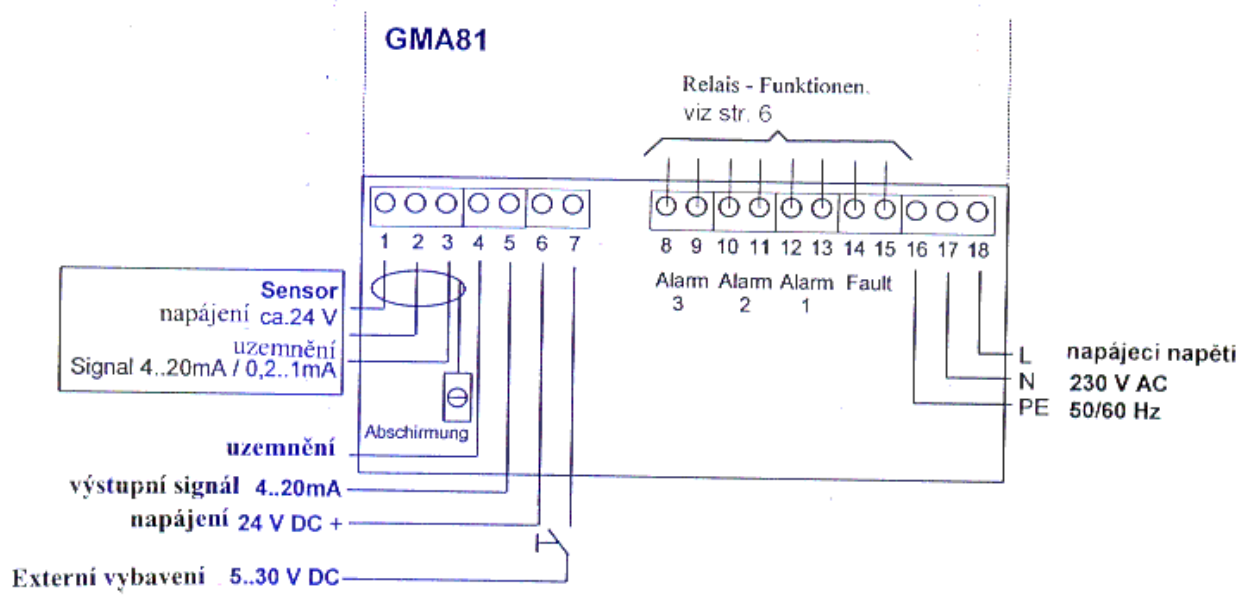 GMA81
Relais - Funktionen.
viz str. 6
1 2 3 4 5 6 7
8 9 10 11 12 13 14 15 16 17 18
Alarm Alarm Alarm Fault
3 2 1
Sensor
napájení ca.24 V
uzemnění
Signal 4..20mA / 0,2..1mA
Abschirmung
uzemnění
výstupní signál 4..20mA
napájení 24 V DC +
Externí vybavení 5..30 V DC
L napájeci napěti
N 230 V AC
PE 50/60 Hz